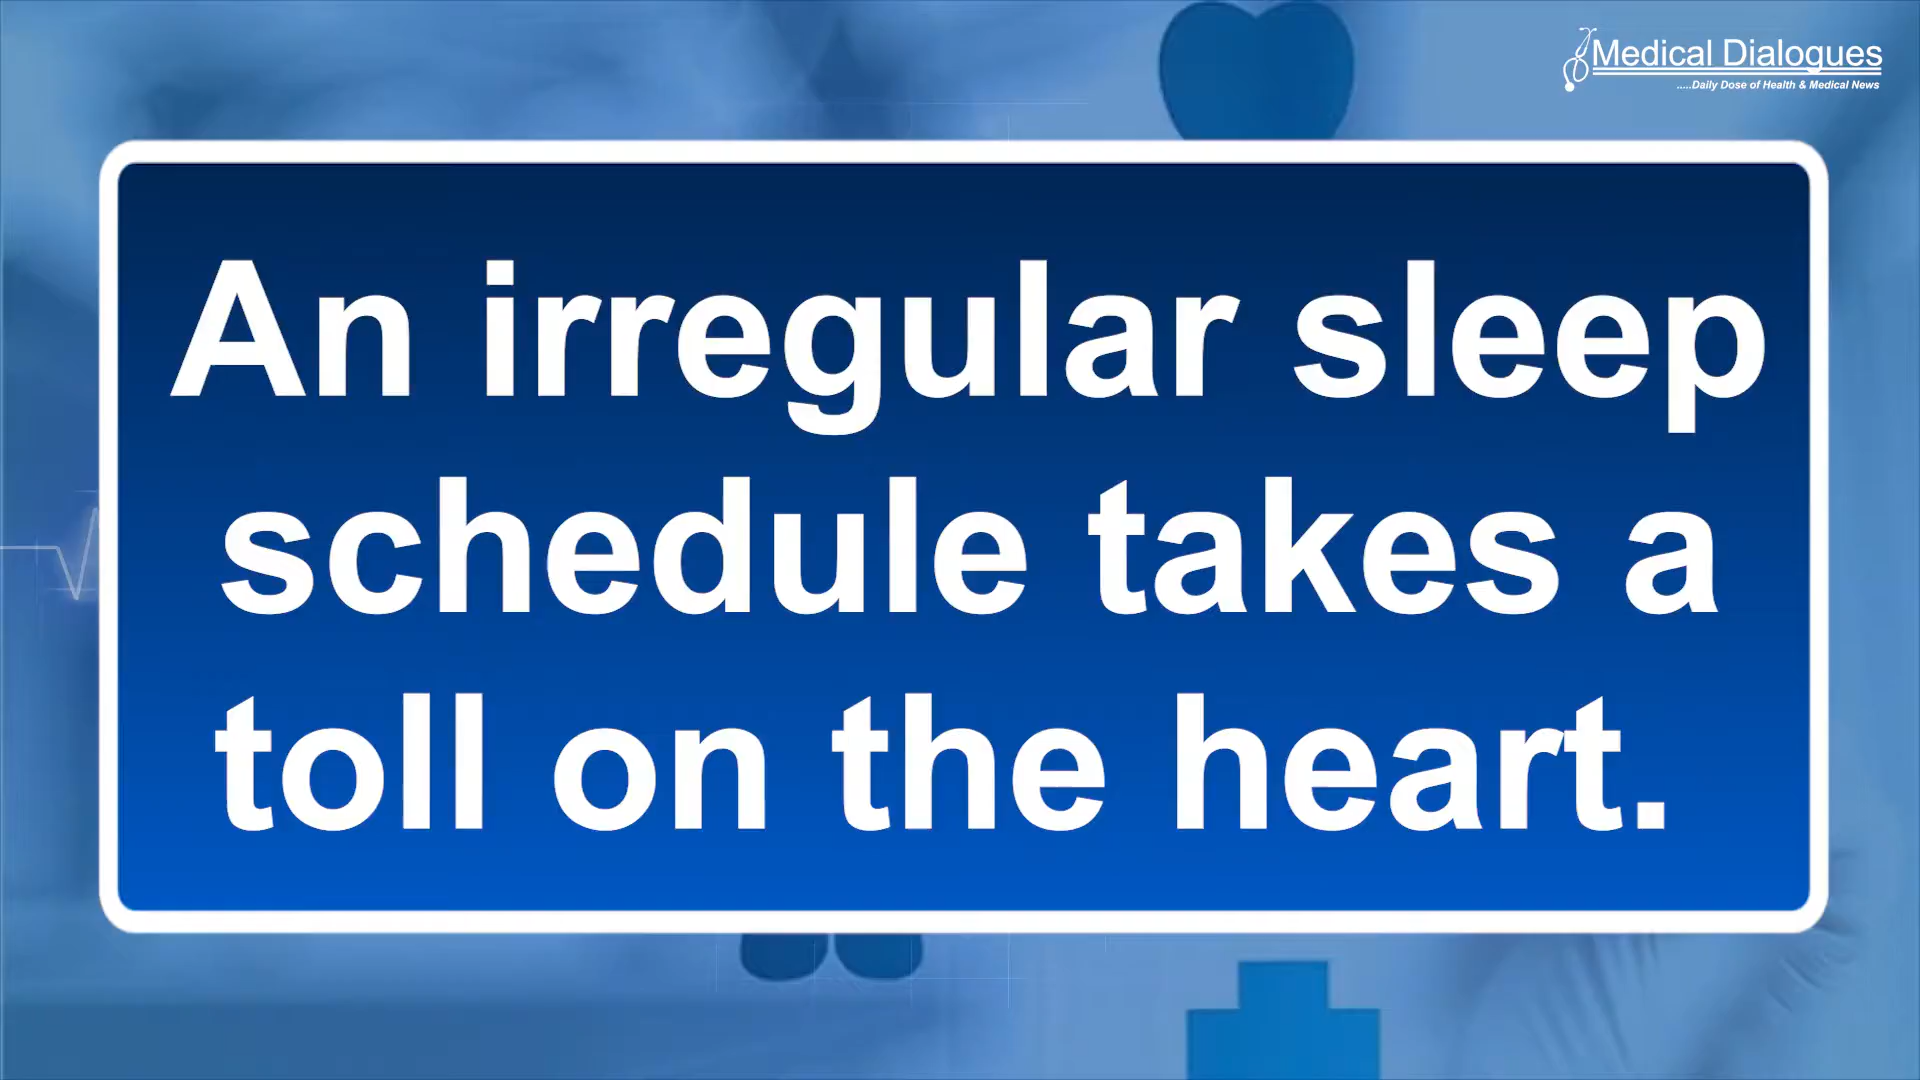 Medical Dialogues
.....Daily Dose of Health & Medical News
An irregular sleep
schedule takes a
toll on the heart.